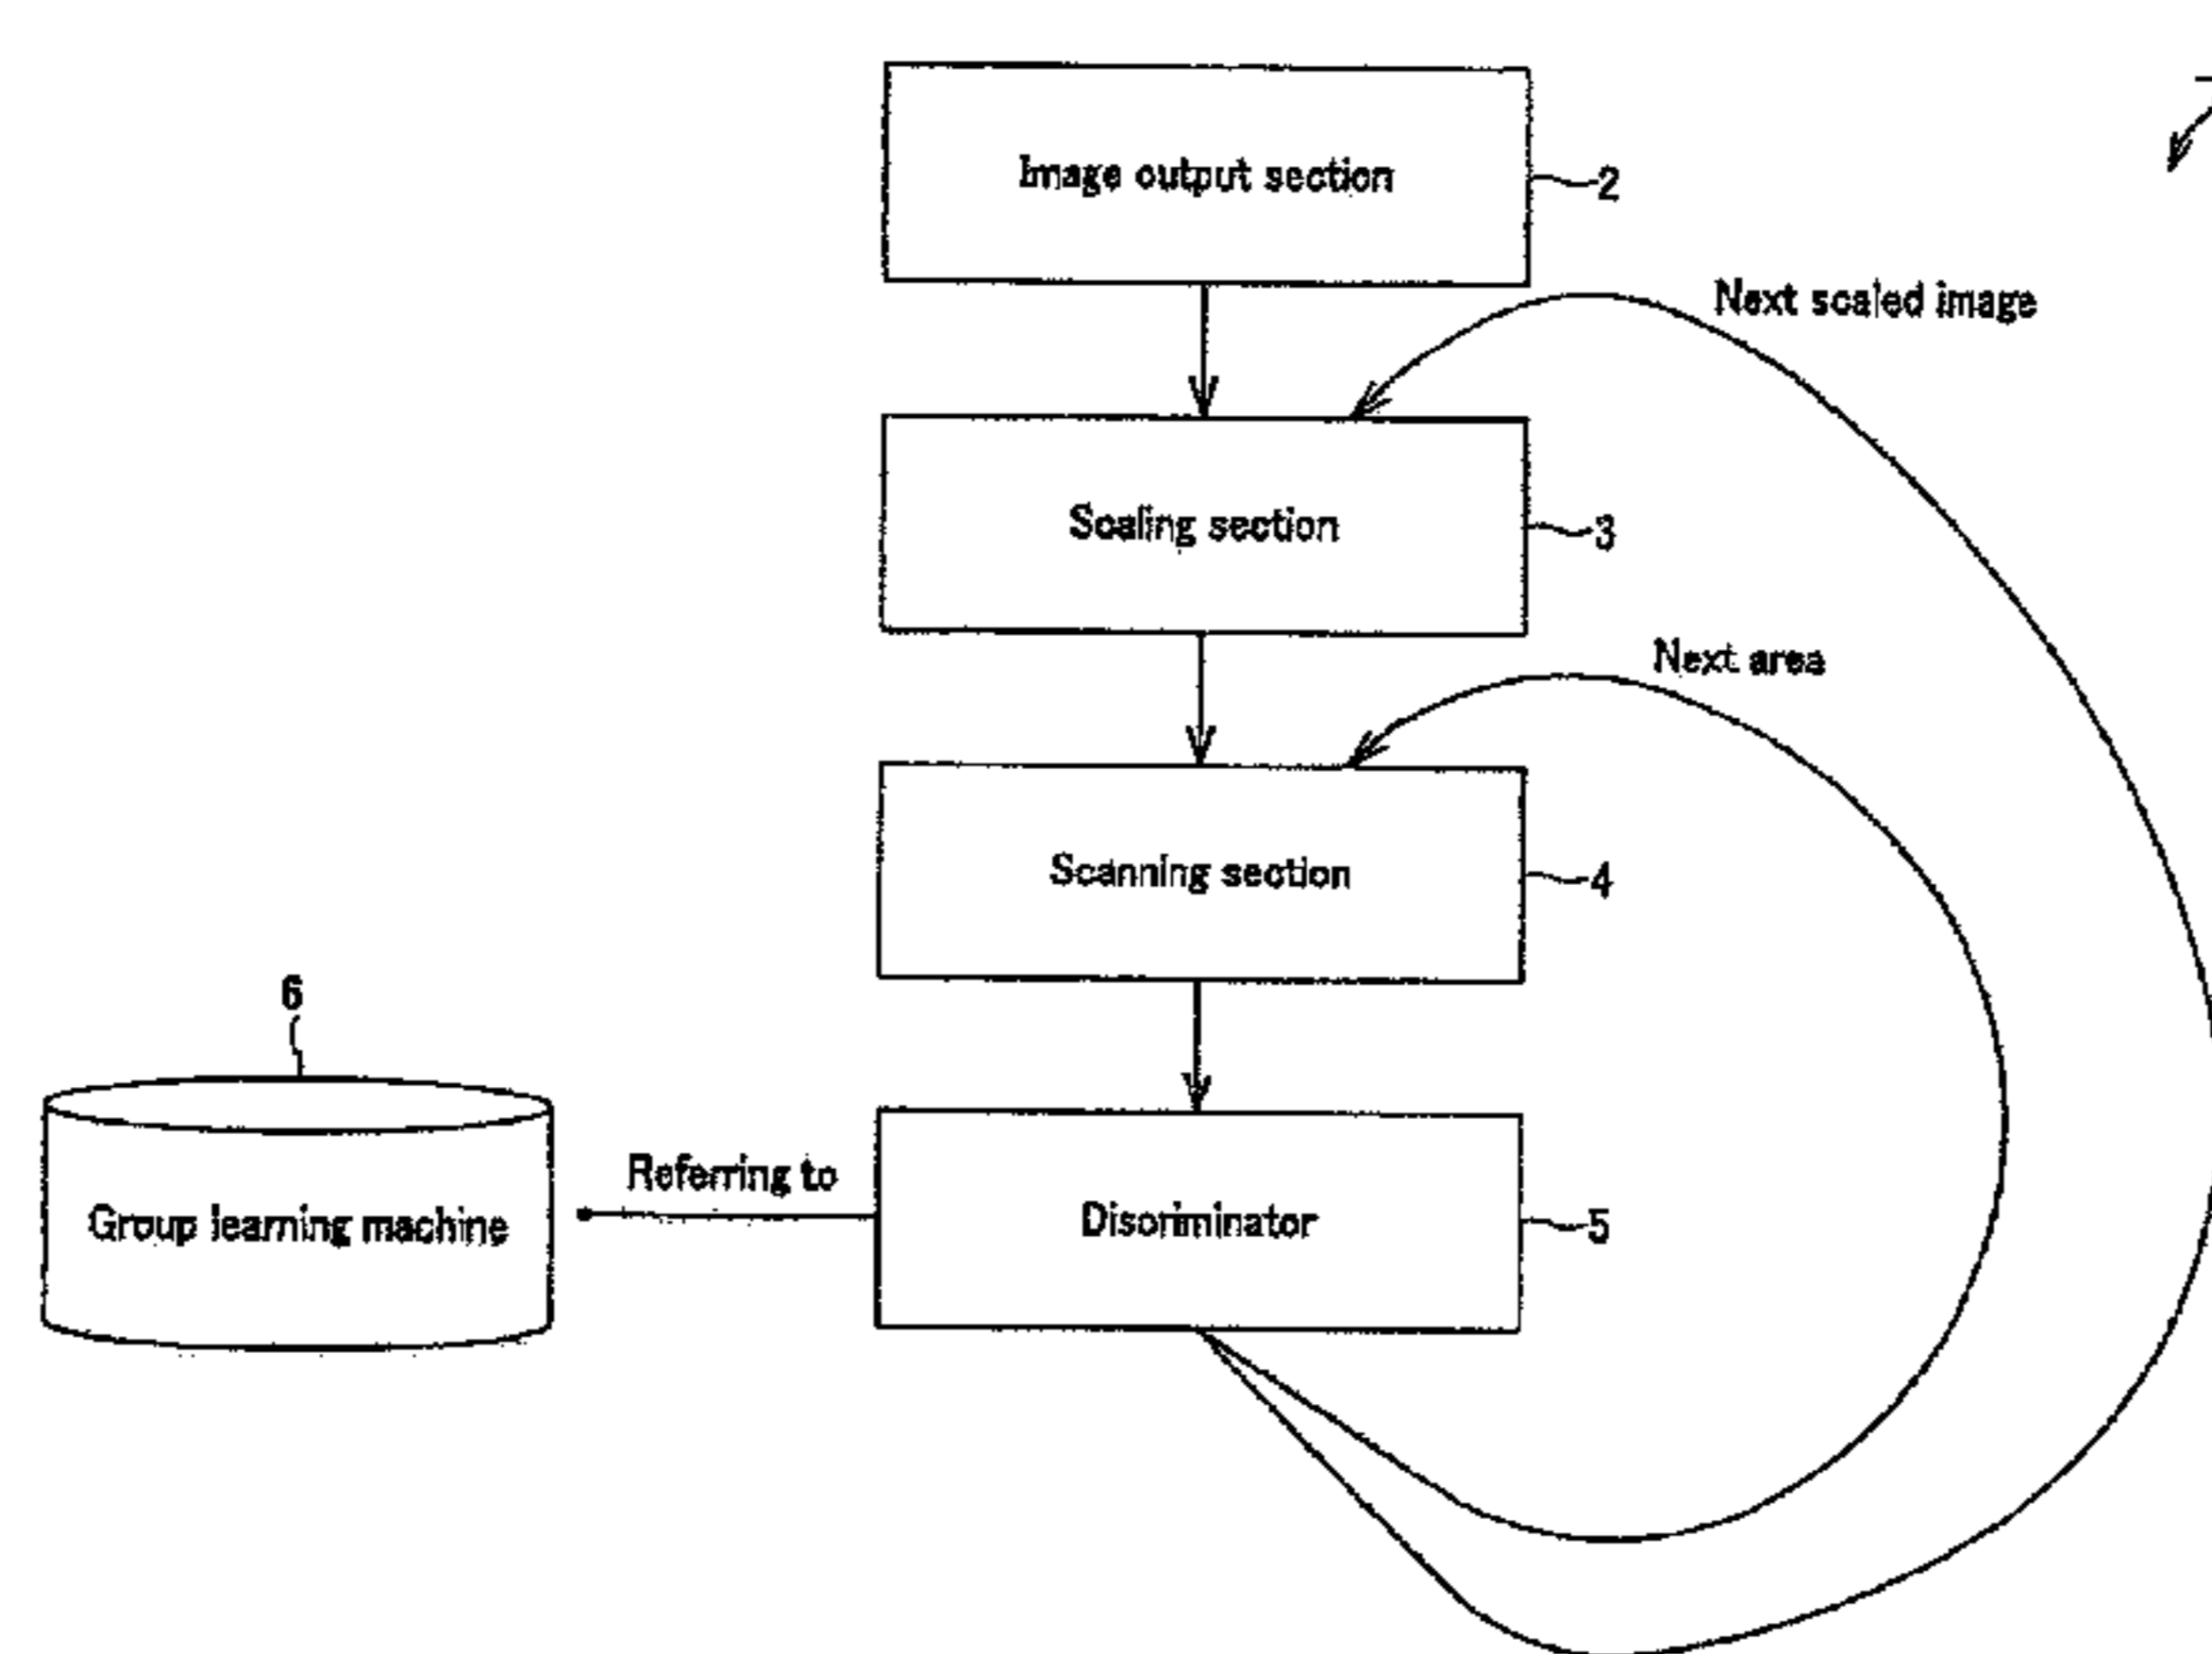 Image output section
2
Next scaled image
Scaling section
3
Next area
Scanning section
4
6
Referring to
Group learning machine
Discriminator
5